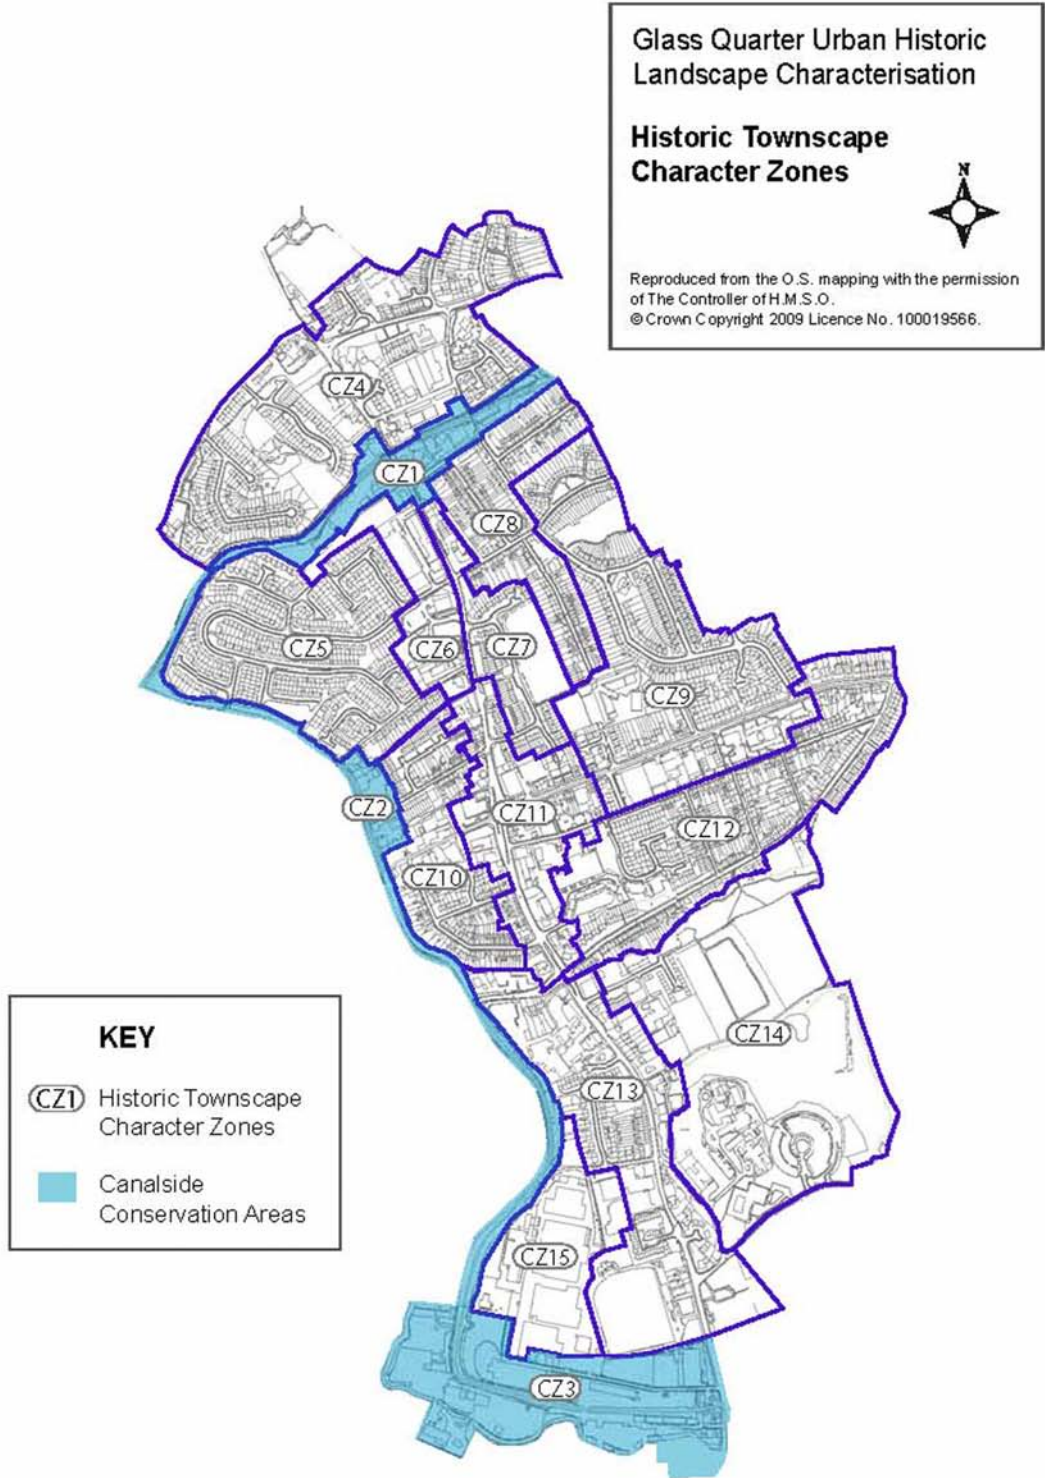 Glass Quarter Urban Historic
Landscape Characterisation
Historic Townscape
Character Zones
N
Reproduced from the O.S. mapping with the permission
of The Controller of H.M.S.O.
© Crown Copyright 2009 Licence No. 100019566.
CZ4
CZ1
CZ8
CZ5
CZ6
CZ7
CZ9
CZ2
CZ11
CZ12
CZ10
CZ14
CZ13
CZ15
CZ3
KEY
CZ1 Historic Townscape
Character Zones
Canalside
Conservation Areas